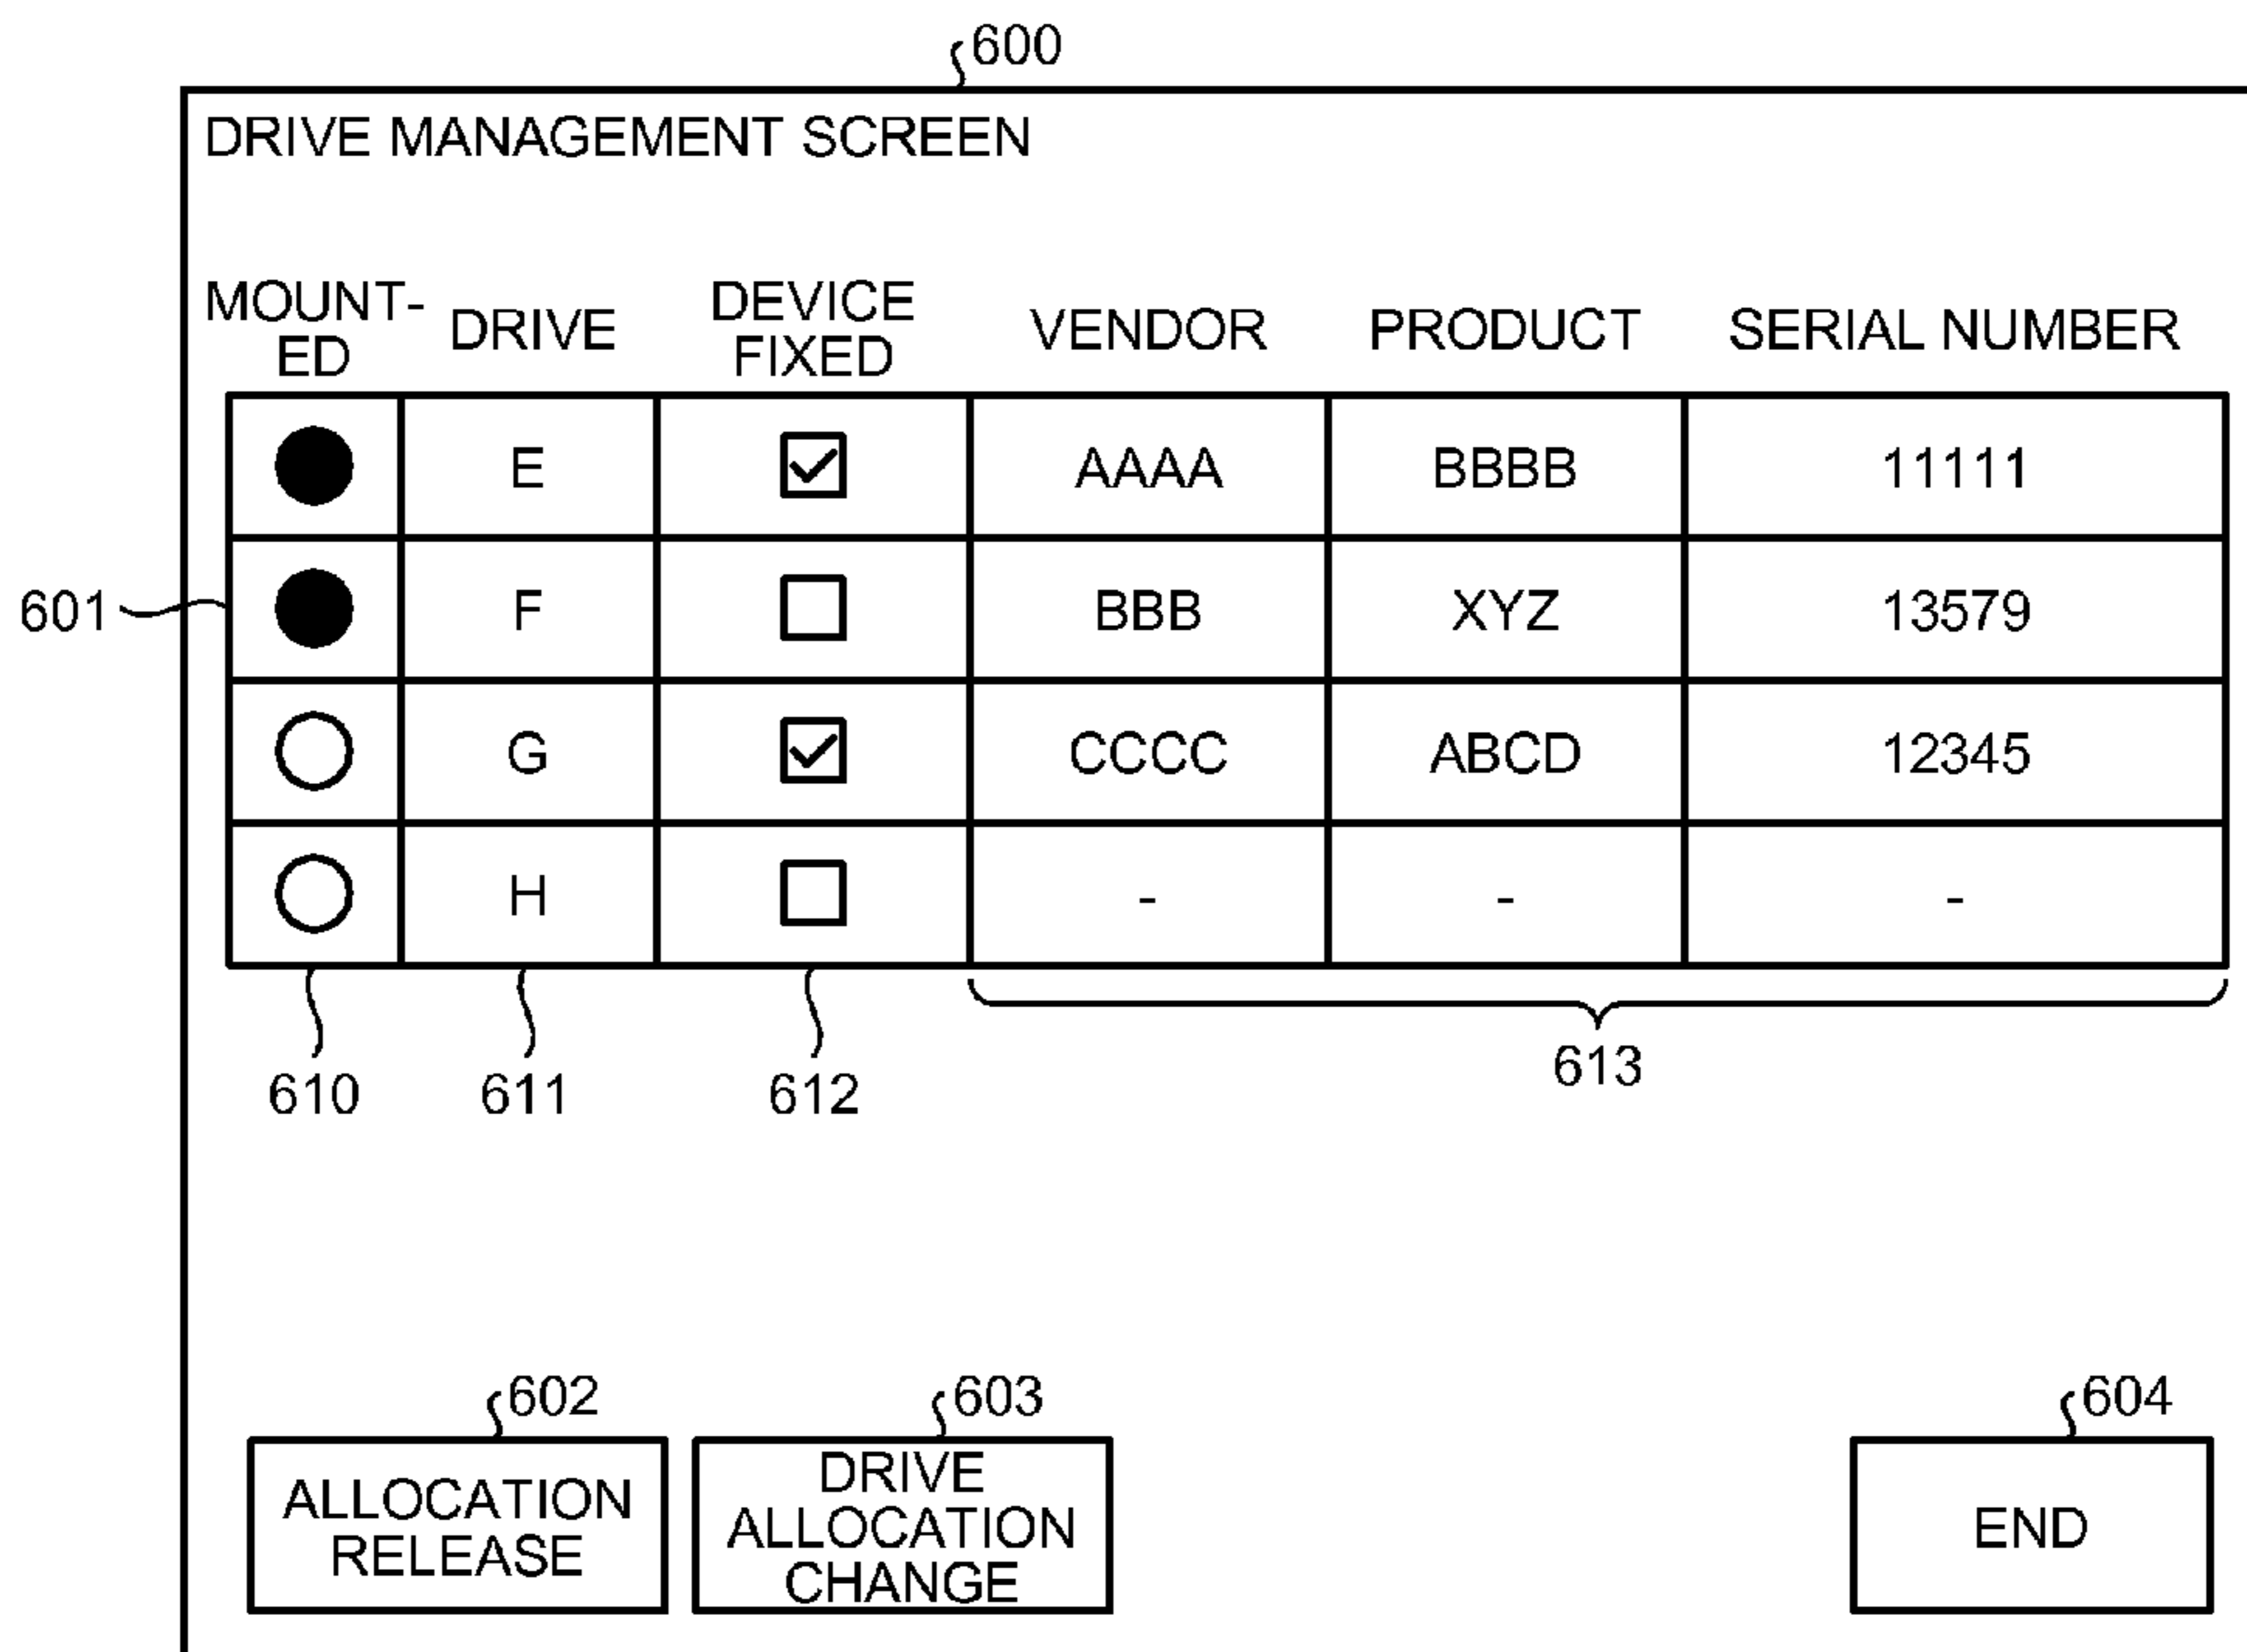 600
DRIVE MANAGEMENT SCREEN
MOUNT-
ED
DRIVE
DEVICE
FIXED
VENDOR
PRODUCT
SERIAL NUMBER
E AAAA BBBB 11111
601
F BBB XYZ 13579
G CCCC ABCD 12345
H - - -
610
611
612
613
602
603
604
ALLOCATION
RELEASE
DRIVE
ALLOCATION
CHANGE
END